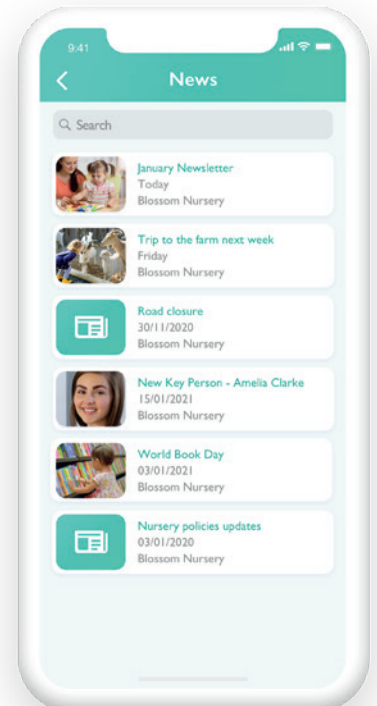 9:41
News
Search
January Newsletter
Today
Blossom Nursery
Trip to the farm next week
Friday
Blossom Nursery
Road closure
30/11/2020
Blossom Nursery
New Key Person - Amelia Clarke
15/01/2021
Blossom Nursery
World Book Day
03/01/2021
Blossom Nursery
Nursery policies updates
03/01/2020
Blossom Nursery